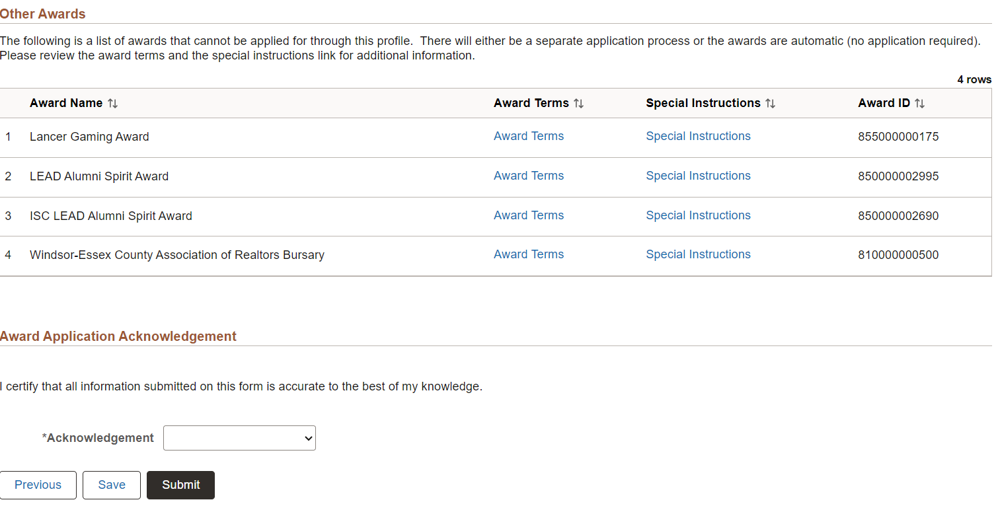 Other Awards
The following is a list of awards that cannot be applied for through this profile.  There will either be a separate application process or the awards are automatic (no application required).
Please review the award terms and the special instructions link for additional information.
4 rows
Award Name Award Terms Special Instructions Award ID
1 Lancer Gaming Award Award Terms Special Instructions 855000000175
2 LEAD Alumni Spirit Award Award Terms Special Instructions 850000002995
3 ISC LEAD Alumni Spirit Award Award Terms Special Instructions 850000002690
4 Windsor-Essex County Association of Realtors Bursary Award Terms Special Instructions 810000000500
Award Application Acknowledgement
I certify that all information submitted on this form is accurate to the best of my knowledge.
*Acknowledgement
Previous Save Submit